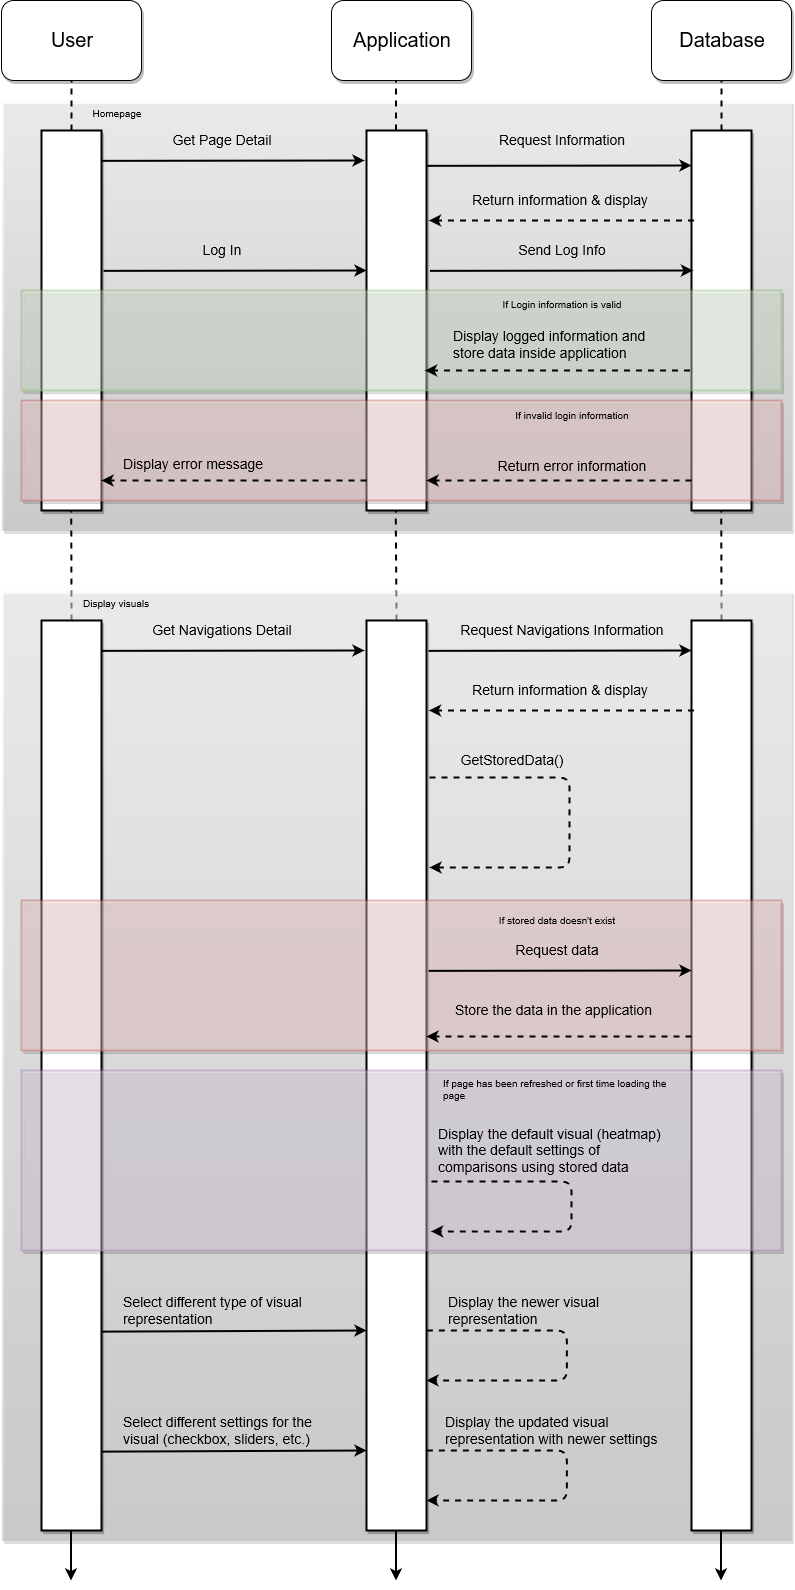 User
Application
Database
Homepage
Get Page Detail
Request Information
Return information & display
Log In
Send Log Info
If Login information is valid
Display logged information and
store data inside application
If invalid login information
Display error message
Return error information
Display visuals
Get Navigations Detail
Request Navigations Information
Return information & display
GetStoredData()
If stored data doesn't exist
Request data
Store the data in the application
If page has been refreshed or first time loading the
page
Display the default visual (heatmap)
with the default settings of
comparisons using stored data
Select different type of visual
representation
Display the newer visual
representation
Select different settings for the
visual (checkbox, sliders, etc.)
Display the updated visual
representation with newer settings